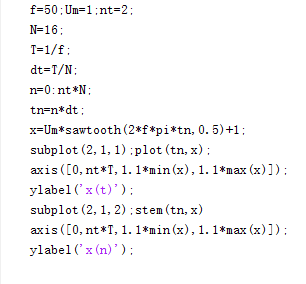 f=50;Um=1;nt=2;
N=16;
T=1/f;
dt=T/N;
n=0:nt*N;
tn=n*dt;
x=Um*sawtooth(2*f*pi*tn,0.5)+1;
subplot(2,1,1);plot(tn,x);
axis([0,nt*T,1.1*min(x),1.1*max(x)]);
ylabel('x(t)');
subplot(2,1,2);stem(tn,x)
axis([0,nt*T,1.1*min(x),1.1*max(x)]);
ylabel('x(n)');